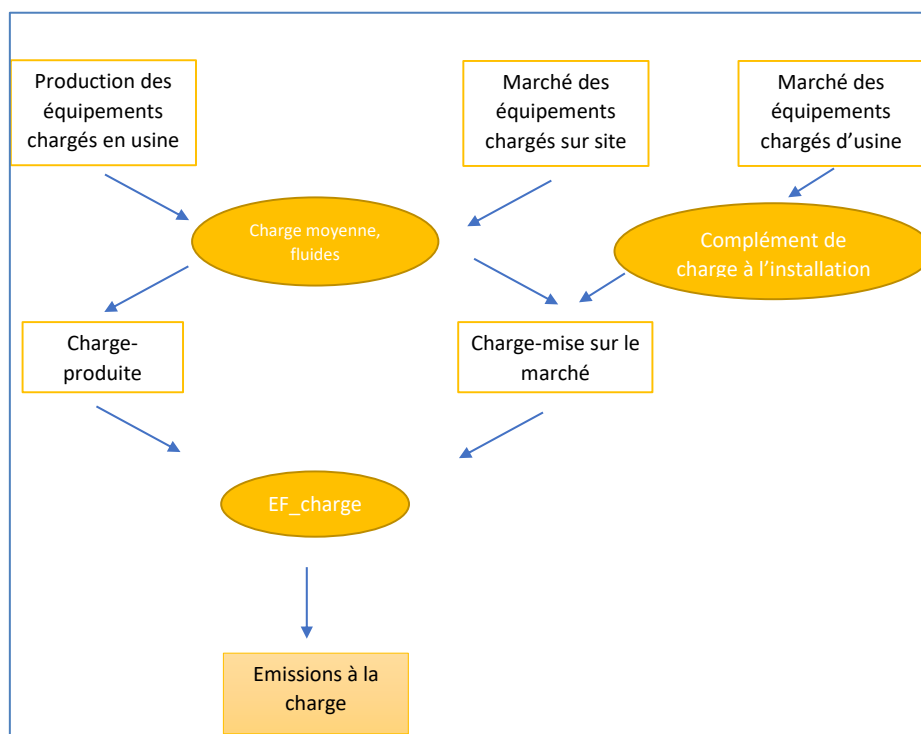 Production des
équipements
chargés en usine
Marché des
équipements
chargés sur site
Marché des
équipements
chargés d’usine
Charge moyenne,
fluides
Complément de
charge à l’installation
Charge-
produite
Charge-mise sur le
marché
EF_charge
Emissions à la
charge